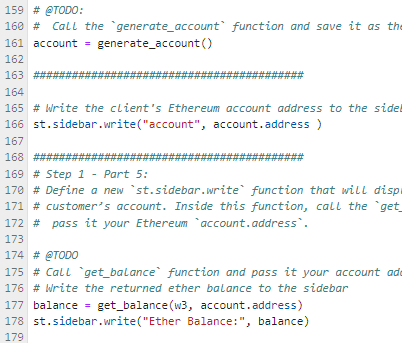 159 # @TODO:
160 #  Call the `generate_account` function and save it as the
161 account = generate_account()
162
163 ##########################################
164
165 # Write the client's Ethereum account address to the
166 st.sidebar.write("account", account.address )
167
168 ##########################################
169 # Step 1 - Part 5:
170 # Define a new `st.sidebar.write` function that will
171 # customer's account. Inside this function, call the
172 #  pass it your Ethereum `account.address`.
173
174 # @TODO
175 # Call `get_balance` function and pass it your account
176 # Write the returned ether balance to the sidebar
177 balance = get_balance(w3, account.address)
178 st.sidebar.write("Ether Balance:", balance)
179